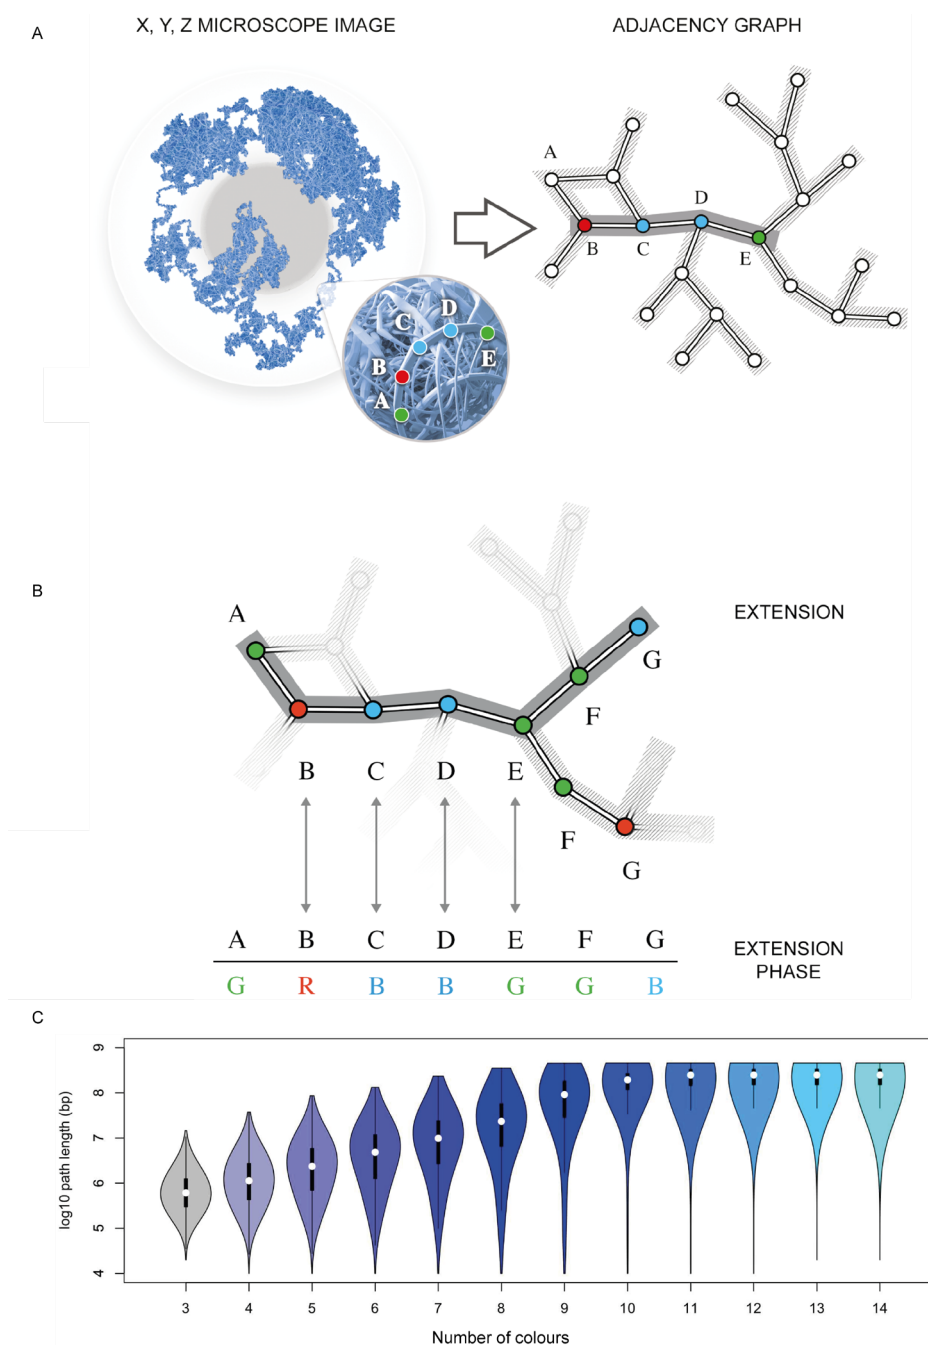 A
X, Y, Z MICROSCOPE IMAGE
ADJACENCY GRAPH
A
D
B
C
E
D
C
E
B
A
B
EXTENSION
A
G
F
B C D E
F
G
A B C D E F G
EXTENSION
PHASE
G R B B G G B
C
log10 path length (bp)
9
8
7
6
5
4
3 4 5 6 7 8 9 10 11 12 13 14
Number of colours